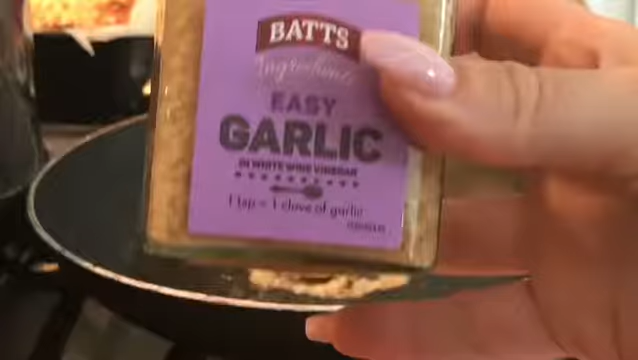 BATTS
Ingredients
EASY
GARLIC
IN WHITE WINE VINEGAR
1 tsp = 1 clove of garlic